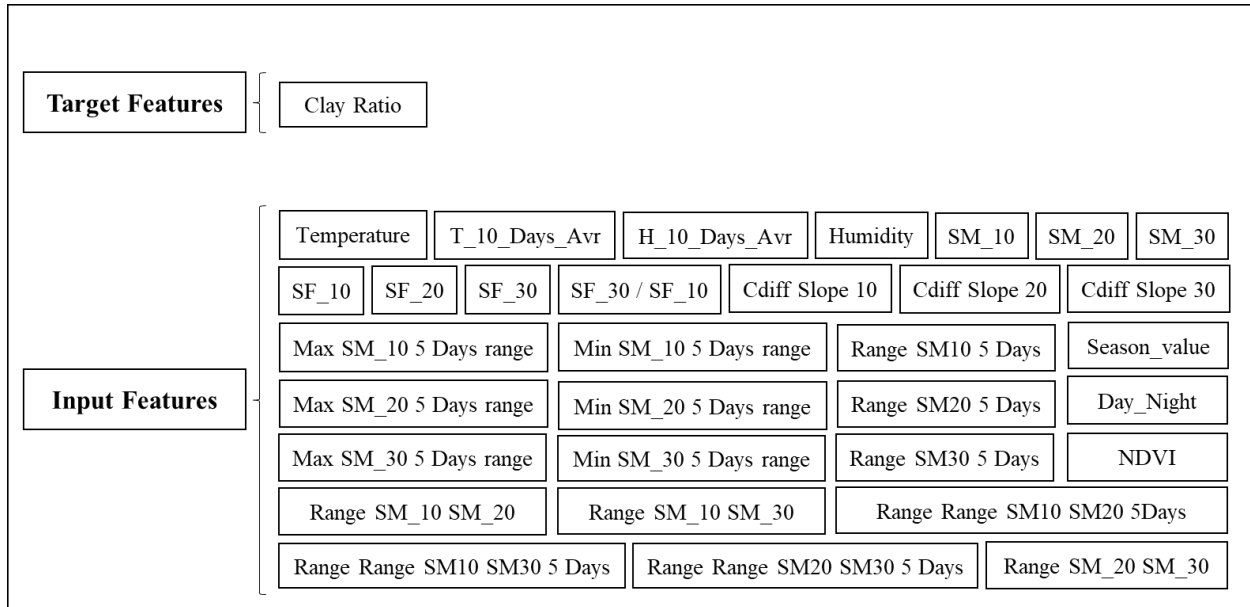 Target Features
Clay Ratio
Input Features
Temperature T_10_Days_Avr H_10_Days_Avr Humidity SM_10 SM_20 SM_30
SF_10 SF_20 SF_30 SF_30 / SF_10 Cdiff Slope 10 Cdiff Slope 20 Cdiff Slope 30
Max SM_10 5 Days range Min SM_10 5 Days range Range SM10 5 Days Season_value
Max SM_20 5 Days range Min SM_20 5 Days range Range SM20 5 Days Day_Night
Max SM_30 5 Days range Min SM_30 5 Days range Range SM30 5 Days NDVI
Range SM_10 SM_20 Range SM_10 SM_30 Range Range SM10 SM20 5Days
Range Range SM10 SM30 5 Days Range Range SM20 SM30 5 Days Range SM_20 SM_30